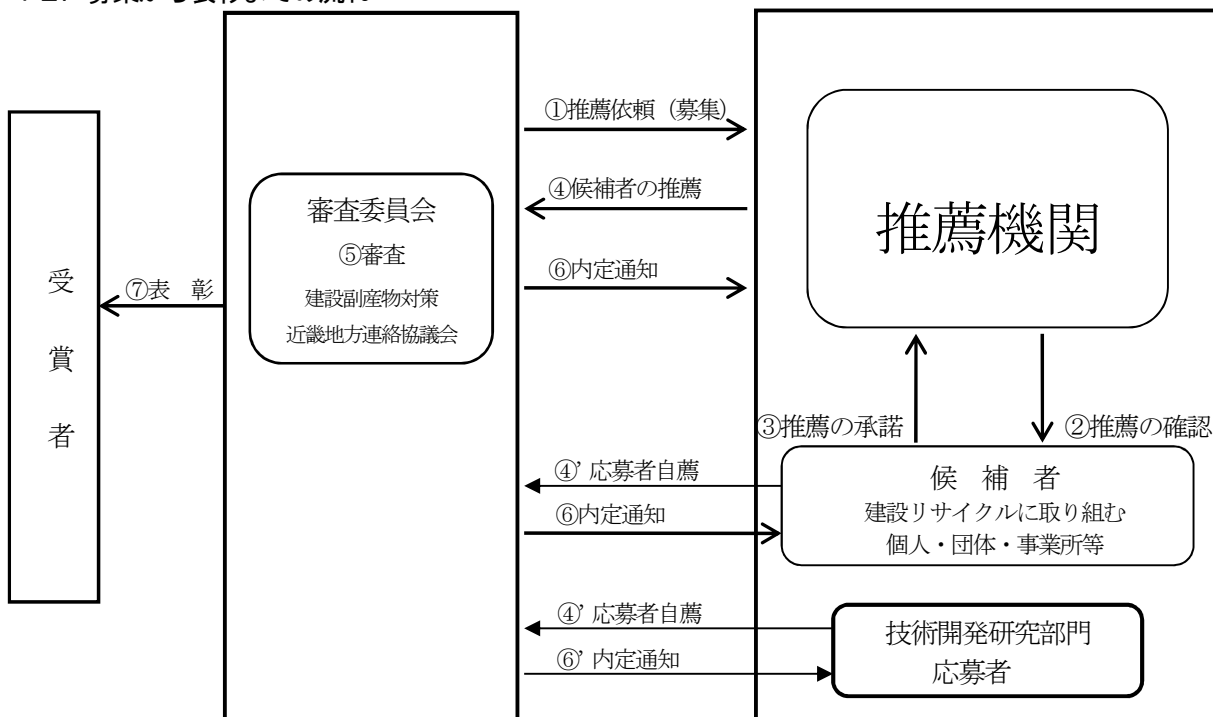 ①推薦依頼（募集）
④候補者の推薦
審査委員会
⑤審査
建設副産物対策
近畿地方連絡協議会
⑥内定通知
推薦機関
受賞者
⑦表　彰
③推薦の承諾
②推薦の確認
④’応募者自薦
⑥内定通知
候　補　者
建設リサイクルに取り組む
個人・団体・事業所等
④’応募者自薦
⑥’内定通知
技術開発研究部門
応募者